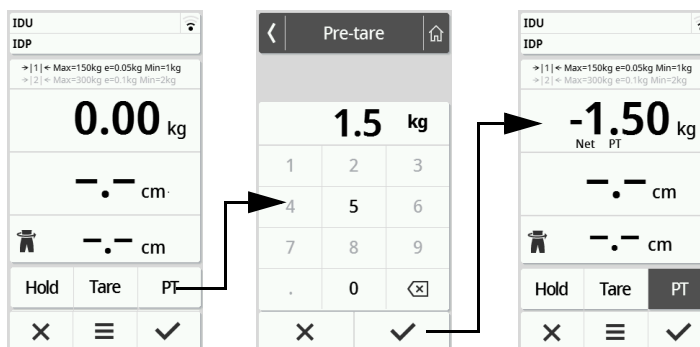 IDU
IDP
→|1|← Max=150kg e=0.05kg Min=1kg
→|2|← Max=300kg e=0.1kg Min=2kg
0.00 kg
-.- cm
-.- cm
Hold Tare PT
Pre-tare
1.5 kg
1 2 3
4 5 6
7 8 9
. 0
IDU
IDP
→|1|← Max=150kg e=0.05kg Min=1kg
→|2|← Max=300kg e=0.1kg Min=2kg
-1.50 kg
Net PT
-.- cm
-.- cm
Hold Tare PT